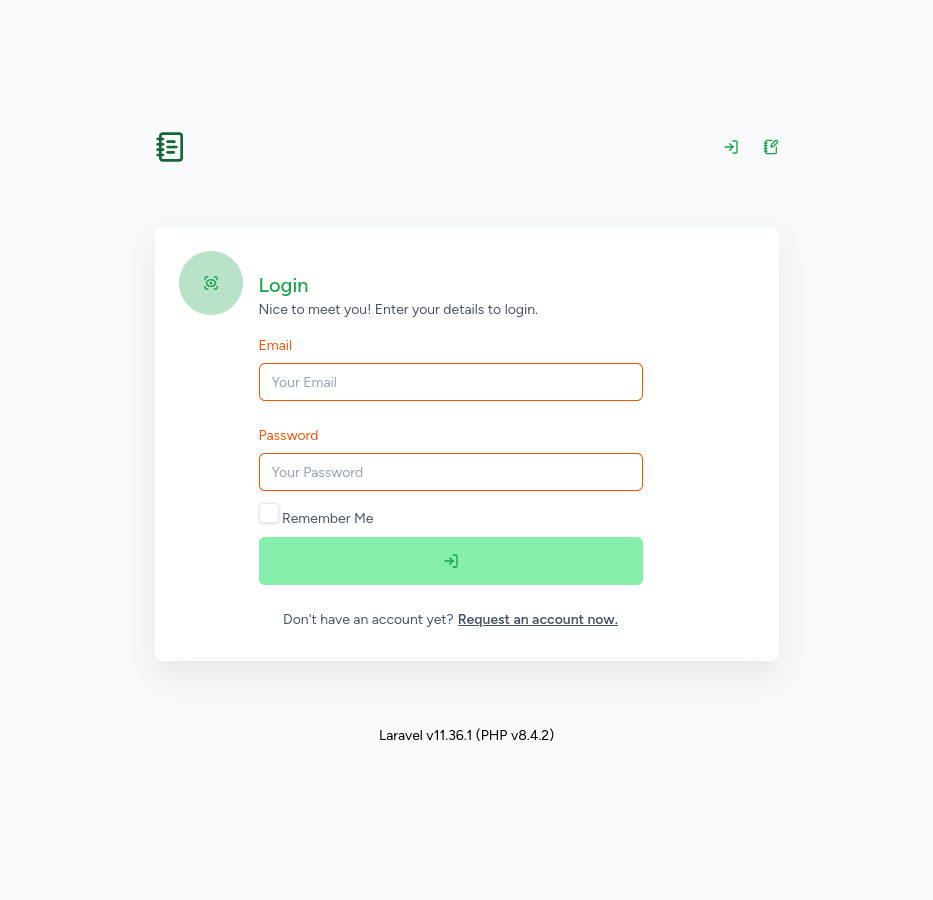 Login
Nice to meet you! Enter your details to login.
Email
Your Email
Password
Your Password
Remember Me
Don't have an account yet? Request an account now.
Laravel v11.36.1 (PHP v8.4.2)